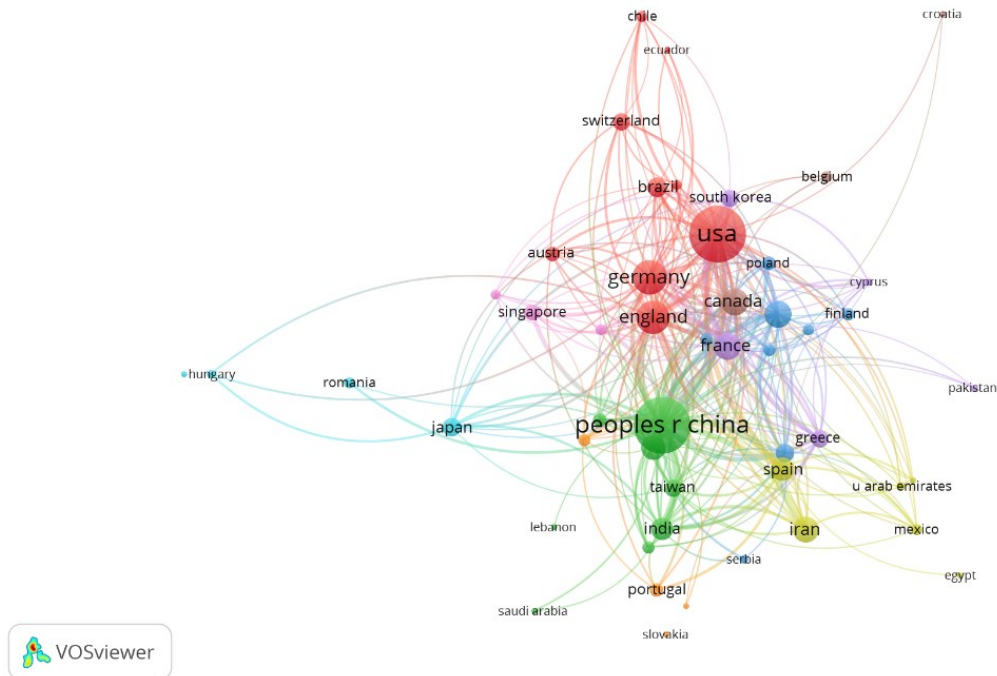 chile
croatia
ecuador
switzerland
belgium
brazil
south korea
usa
austria
poland
germany
cyprus
canada
singapore
england
finland
france
hungary
romania
pakistan
peoples r china
japan
greece
spain
taiwan
u arab emirates
lebanon
india
iran
mexico
serbia
egypt
portugal
saudi arabia
slovakia
VOSviewer